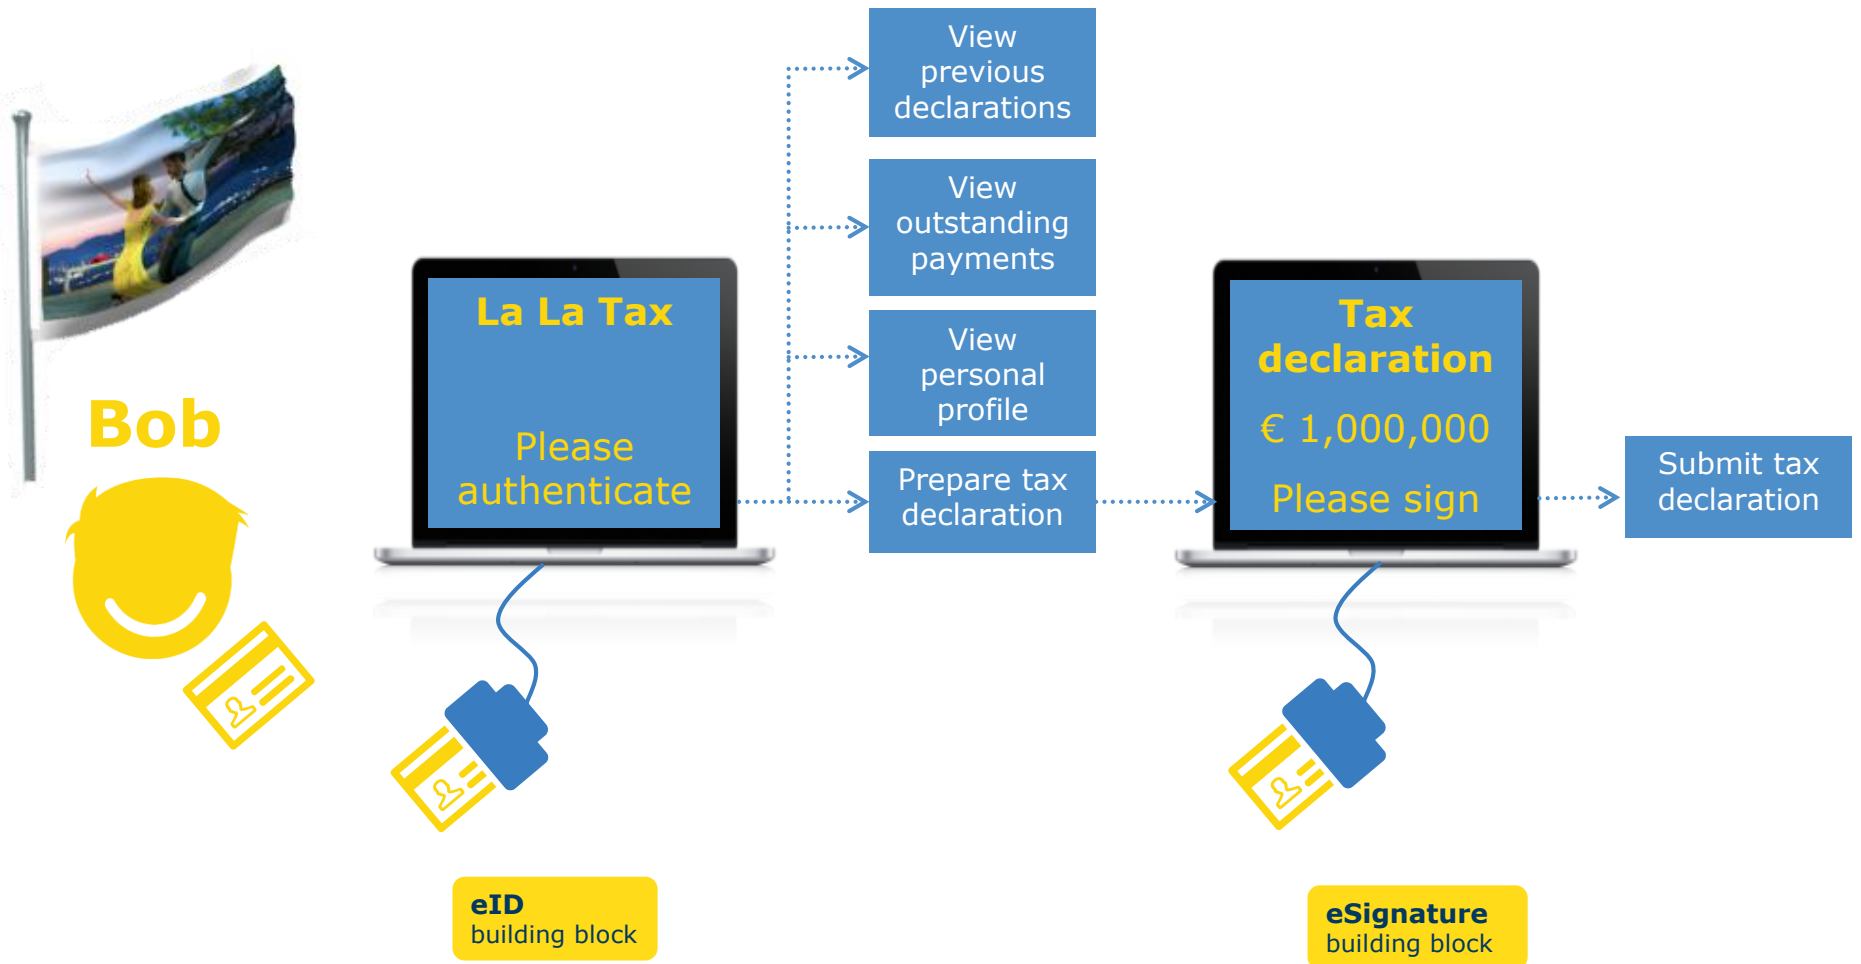 Bob
La La Tax
Please
authenticate
View
previous
declarations
View
outstanding
payments
View
personal
profile
Prepare tax
declaration
Tax
declaration
€ 1,000,000
Please sign
Submit tax
declaration
eID
building block
eSignature
building block